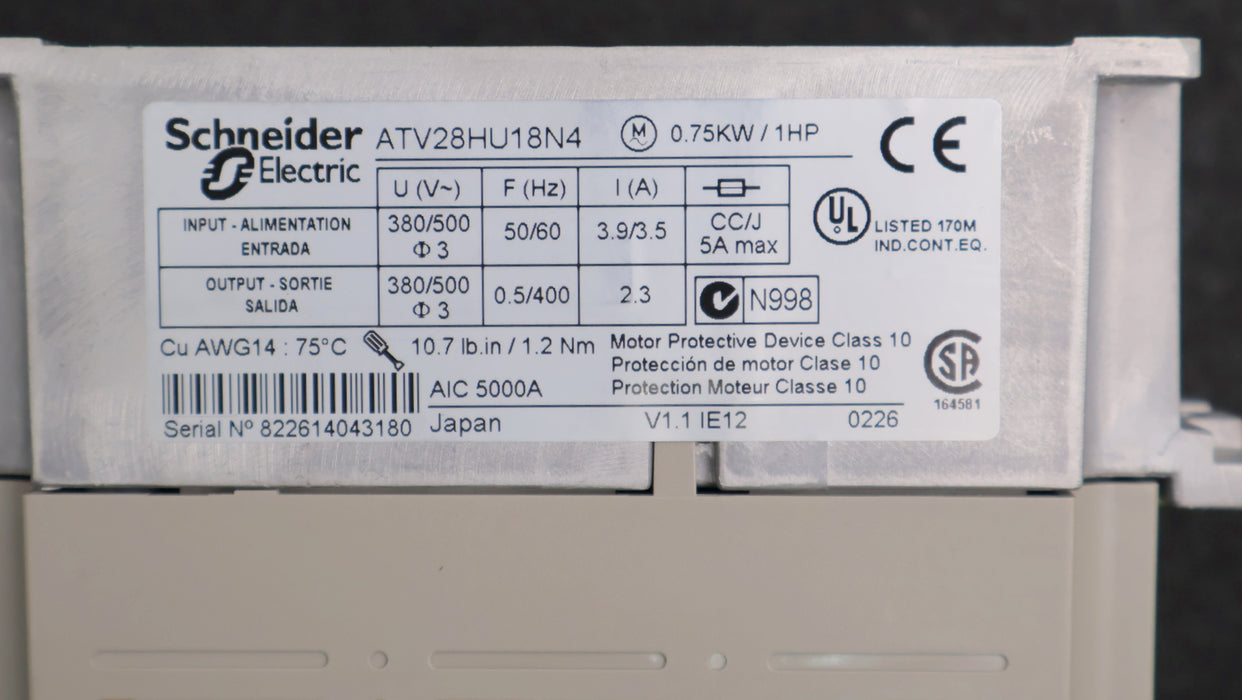 Schneider Electric
ATV28HU18N4 M 0.75KW / 1HP
CE
U (V~) F (Hz) I (A)
INPUT - ALIMENTATION ENTRADA 380/500 Φ 3 50/60 3.9/3.5 CC/J 5A max
UL LISTED 170M
IND.CONT.EQ.
OUTPUT - SORTIE SALIDA 380/500 Φ 3 0.5/400 2.3 N998
Cu AWG14 : 75°C 10.7 lb.in / 1.2 Nm
Motor Protective Device Class 10
Protección de motor Clase 10
Protection Moteur Classe 10
SA
164581
AIC 5000A
Serial Nº 822614043180
Japan V1.1 IE12 0226